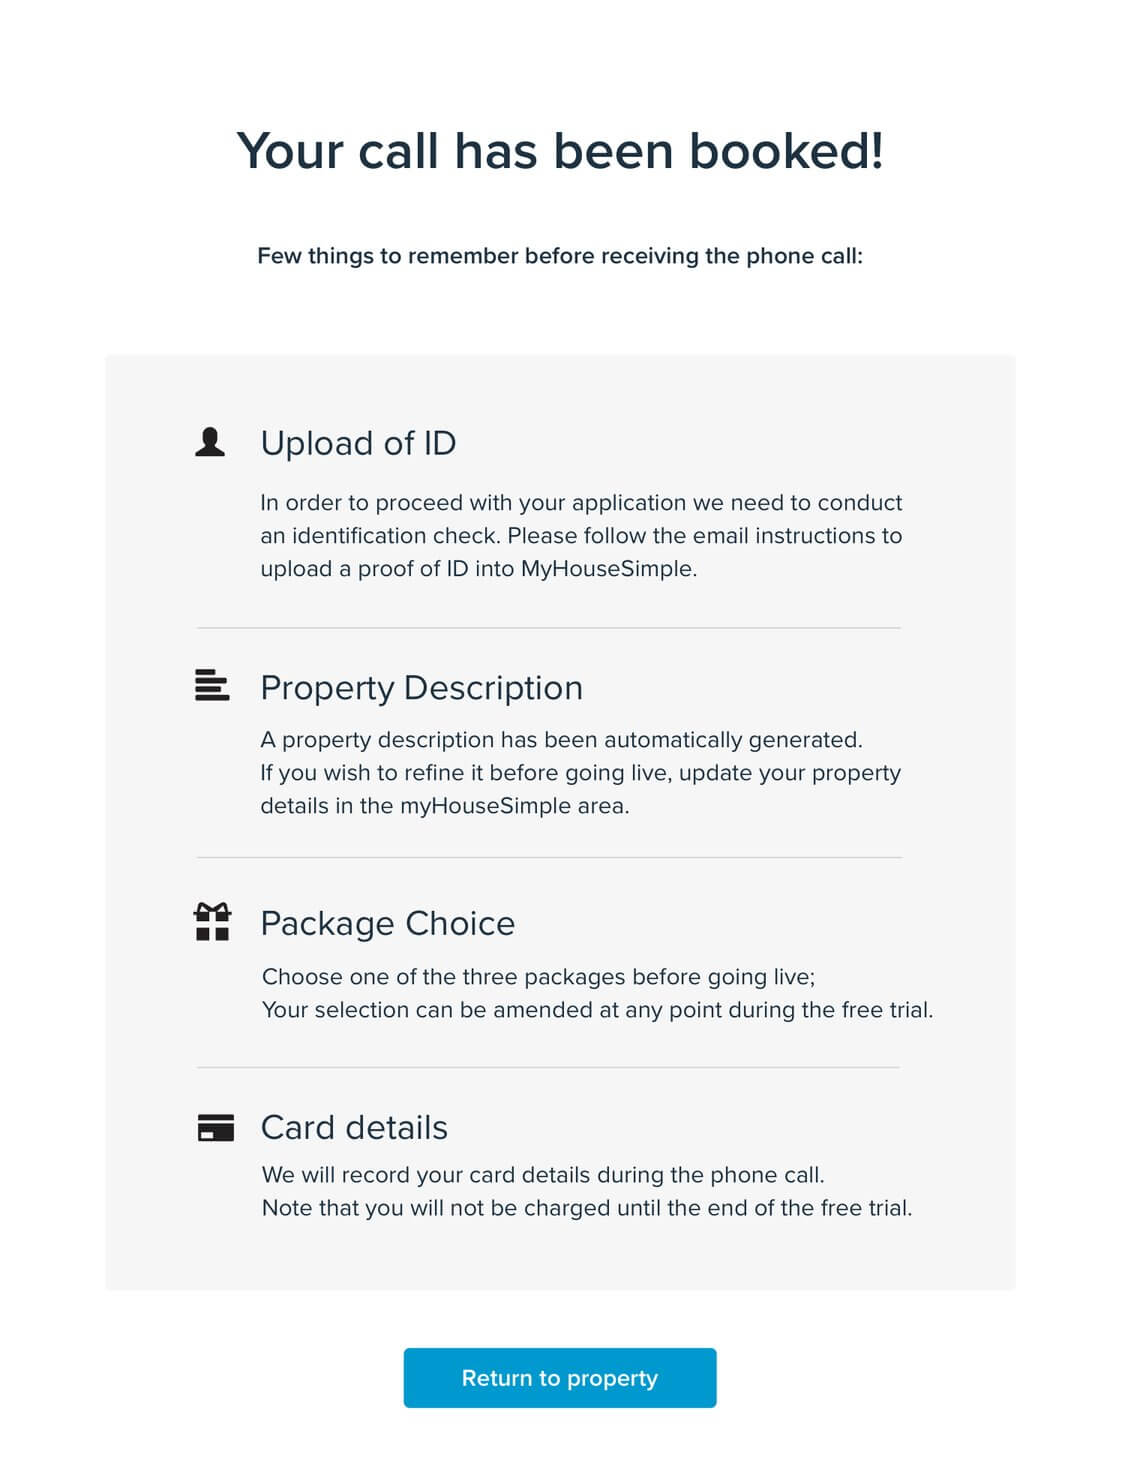 Your call has been booked!
Few things to remember before receiving the phone call:
Upload of ID
In order to proceed with your application we need to conduct
an identification check. Please follow the email instructions to
upload a proof of ID into MyHouseSimple.
Property Description
A property description has been automatically generated.
If you wish to refine it before going live, update your property
details in the myHouseSimple area.
Package Choice
Choose one of the three packages before going live;
Your selection can be amended at any point during the free trial.
Card details
We will record your card details during the phone call.
Note that you will not be charged until the end of the free trial.
Return to property